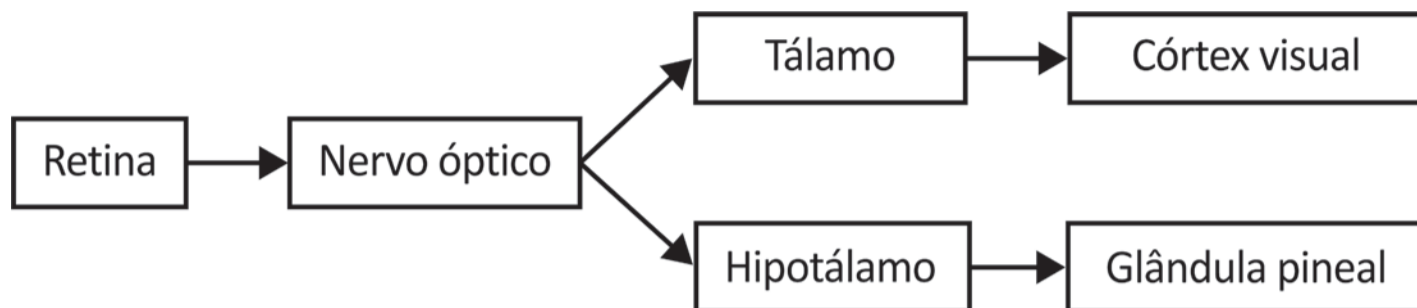 Retina
Nervo óptico
Tálamo
Córtex visual
Hipotálamo
Glândula pineal